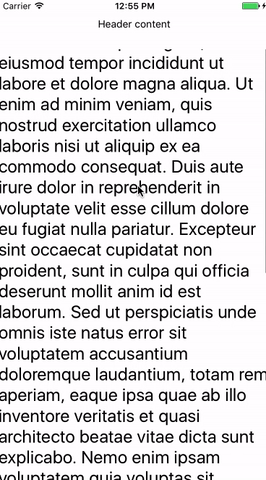 Carrier 12:55 PM
Header content
eiusmod tempor incididunt ut
labore et dolore magna aliqua. Ut
enim ad minim veniam, quis
nostrud exercitation ullamco
laboris nisi ut aliquip ex ea
commodo consequat. Duis aute
irure dolor in reprehenderit in
voluptate velit esse cillum dolore
eu fugiat nulla pariatur. Excepteur
sint occaecat cupidatat non
proident, sunt in culpa qui officia
deserunt mollit anim id est
laborum. Sed ut perspiciatis unde
omnis iste natus error sit
voluptatem accusantium
doloremque laudantium, totam rem
aperiam, eaque ipsa quae ab illo
inventore veritatis et quasi
architecto beatae vitae dicta sunt
explicabo. Nemo enim ipsam
voluptatem quia voluptas sit